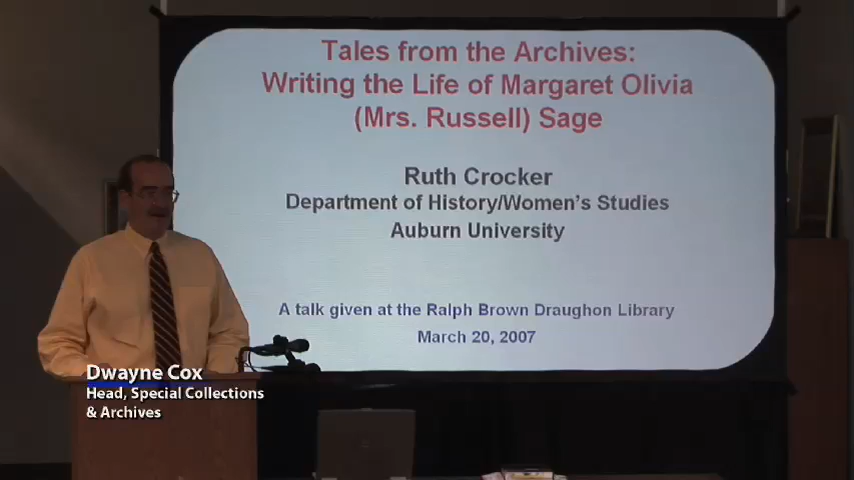 Tales from the Archives:
Writing the Life of Margaret Olivia
(Mrs. Russell) Sage
Ruth Crocker
Department of History/Women's Studies
Auburn University
A talk given at the Ralph Brown Draughon Library
March 20, 2007
Dwayne Cox
Head, Special Collections
& Archives